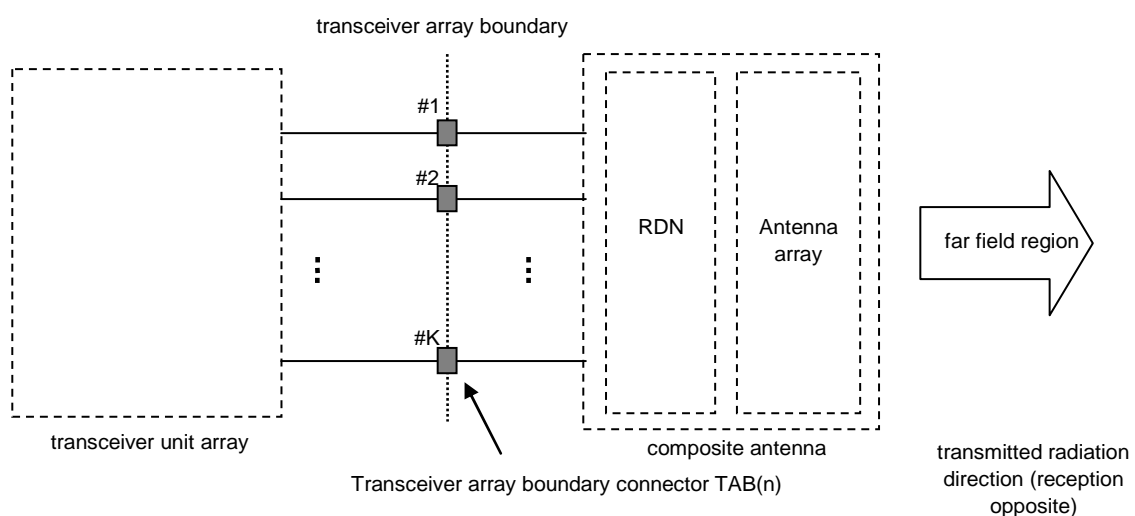 transceiver array boundary
#1
#2
#K
RDN
Antenna
array
far field region
transceiver unit array
composite antenna
Transceiver array boundary connector TAB(n)
transmitted radiation
direction (reception
opposite)